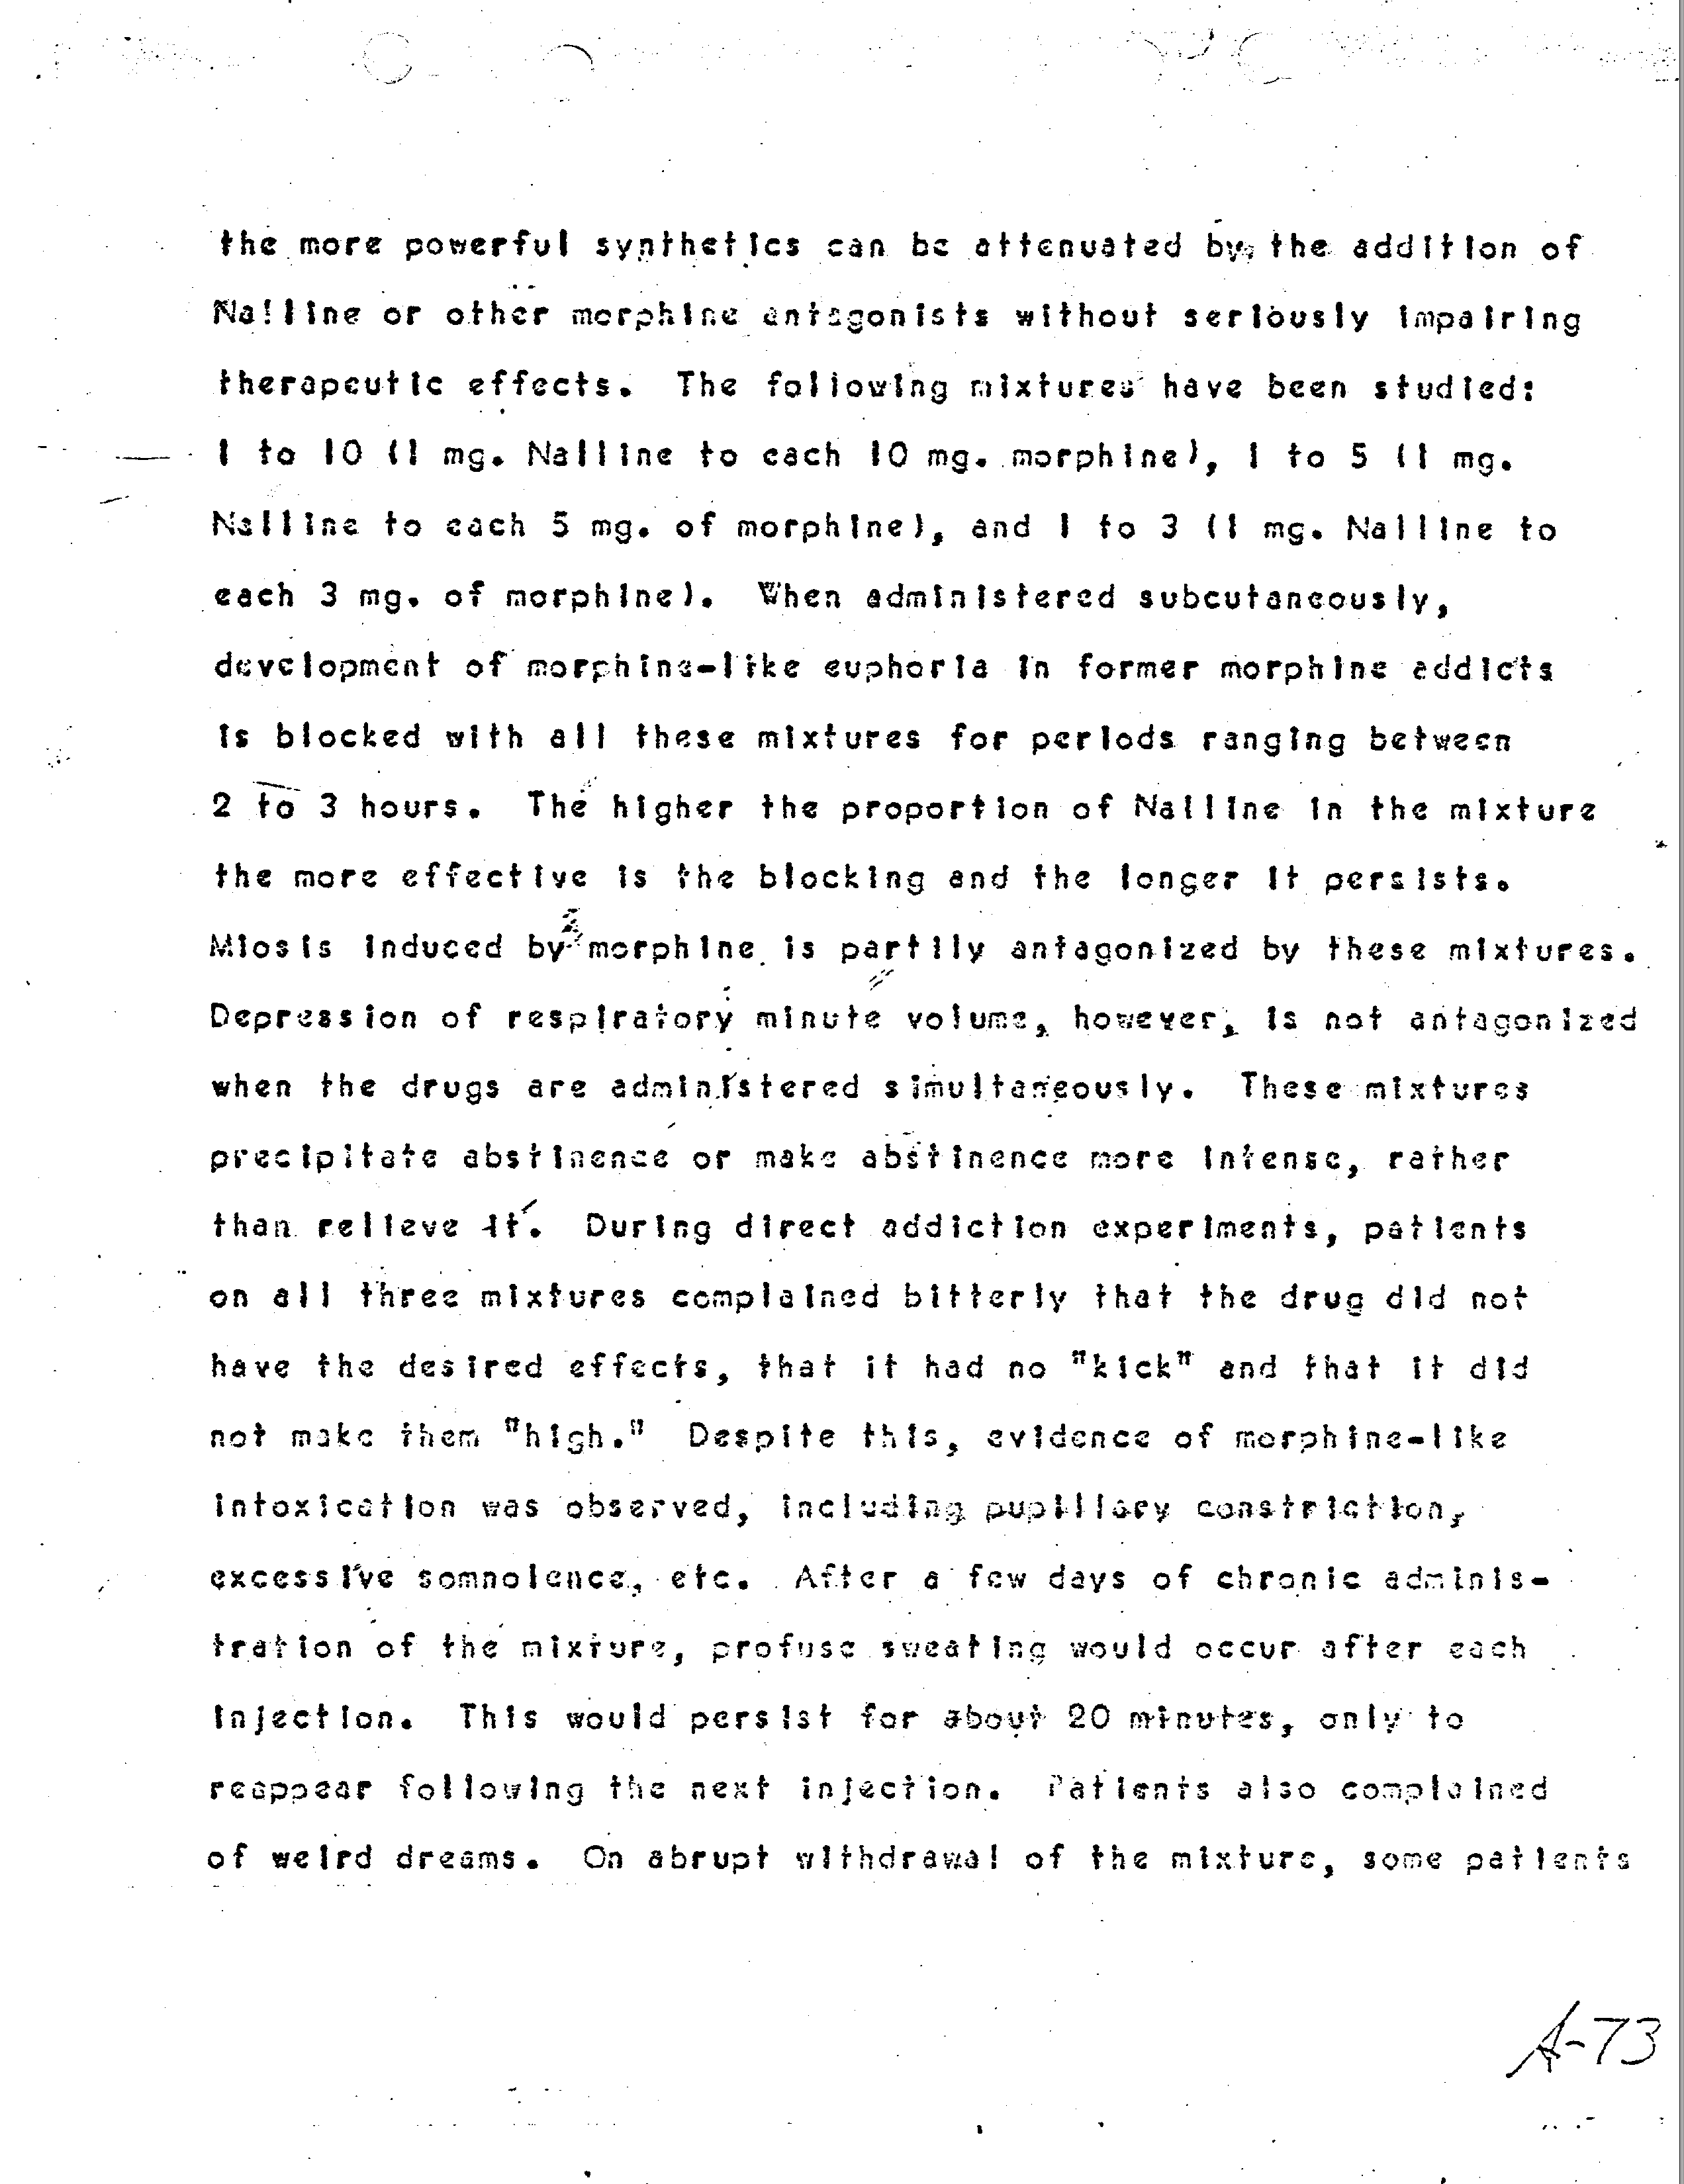 the more powerful synthetics can be attenuated by the addition of
Nalline or other morphine antagonists without seriously impairing
therapeutic effects. The following mixtures have been studied:
1 to 10 (1 mg. Nalline to each 10 mg. morphine), 1 to 5 (1 mg.
Nalline to each 5 mg. of morphine), and 1 to 3 (1 mg. Nalline to
each 3 mg. of morphine). When administered subcutaneously,
development of morphine-like euphoria in former morphine addicts
is blocked with all these mixtures for periods ranging between
2 to 3 hours. The higher the proportion of Nalline in the mixture
the more effective is the blocking and the longer it persists.
Miosis induced by morphine is partily antagonized by these mixtures.
Depression of respiratory minute volume, however, is not antagonized
when the drugs are administered simultaneously. These mixtures
precipitate abstinence or make abstinence more intense, rather
than relieve it. During direct addiction experiments, patients
on all three mixtures complained bitterly that the drug did not
have the desired effects, that it had no "kick" and that it did
not make them "high." Despite this, evidence of morphine-like
intoxication was observed, including pupillary constriction,
excessive somnolence, etc. After a few days of chronic adminis-
tration of the mixture, profuse sweating would occur after each
injection. This would persist for about 20 minutes, only to
reappear following the next injection. Patients also complained
of weird dreams. On abrupt withdrawal of the mixture, some patients
A-73